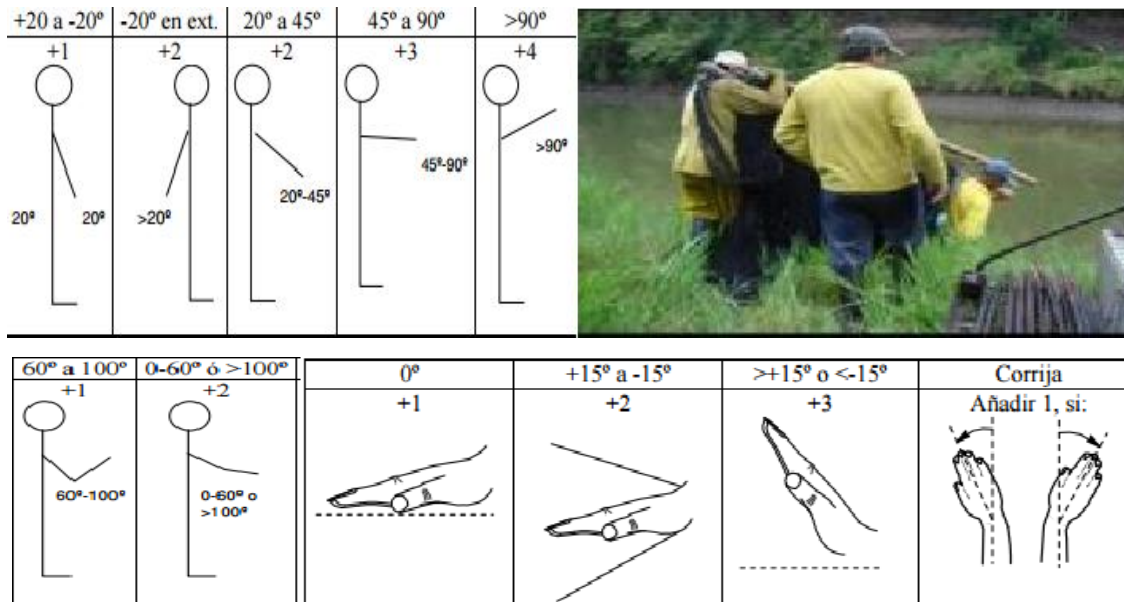 +20 a -20º -20º en ext. 20º a 45º 45º a 90º >90º
+1 +2 +2 +3 +4
20º 20º >20º 20º-45º 45º-90º >90º
60º a 100º 0-60º ó >100º
+1 +2
60º-100º 0-60º o
>100º
0º +15º a -15º >+15º o <-15º Corrija
+1 +2 +3 Añadir 1, si: